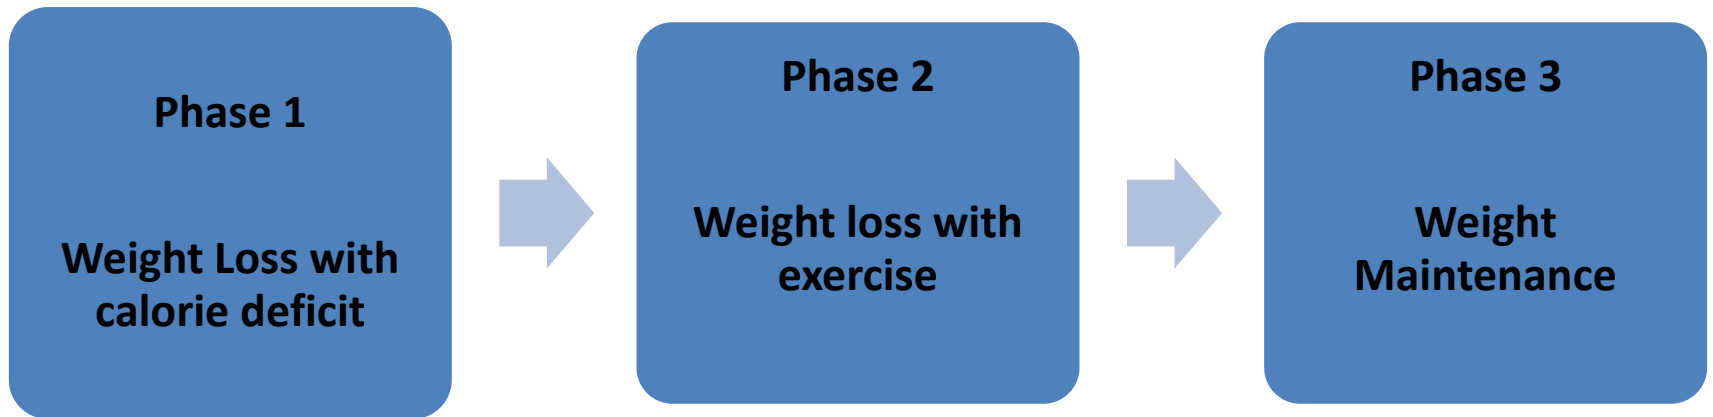 Phase 1
Weight Loss with
calorie deficit
Phase 2
Weight loss with
exercise
Phase 3
Weight
Maintenance